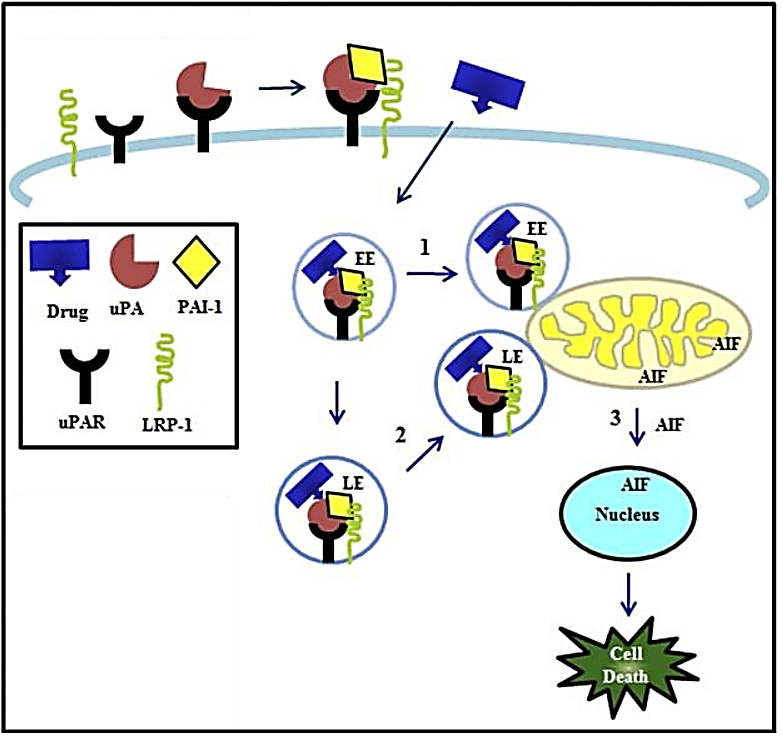 EE
1
EE
Drug
uPA
PAI-1
uPAR
LRP-1
LE
AIF
AIF
2
3
AIF
LE
AIF
Nucleus
Cell
Death